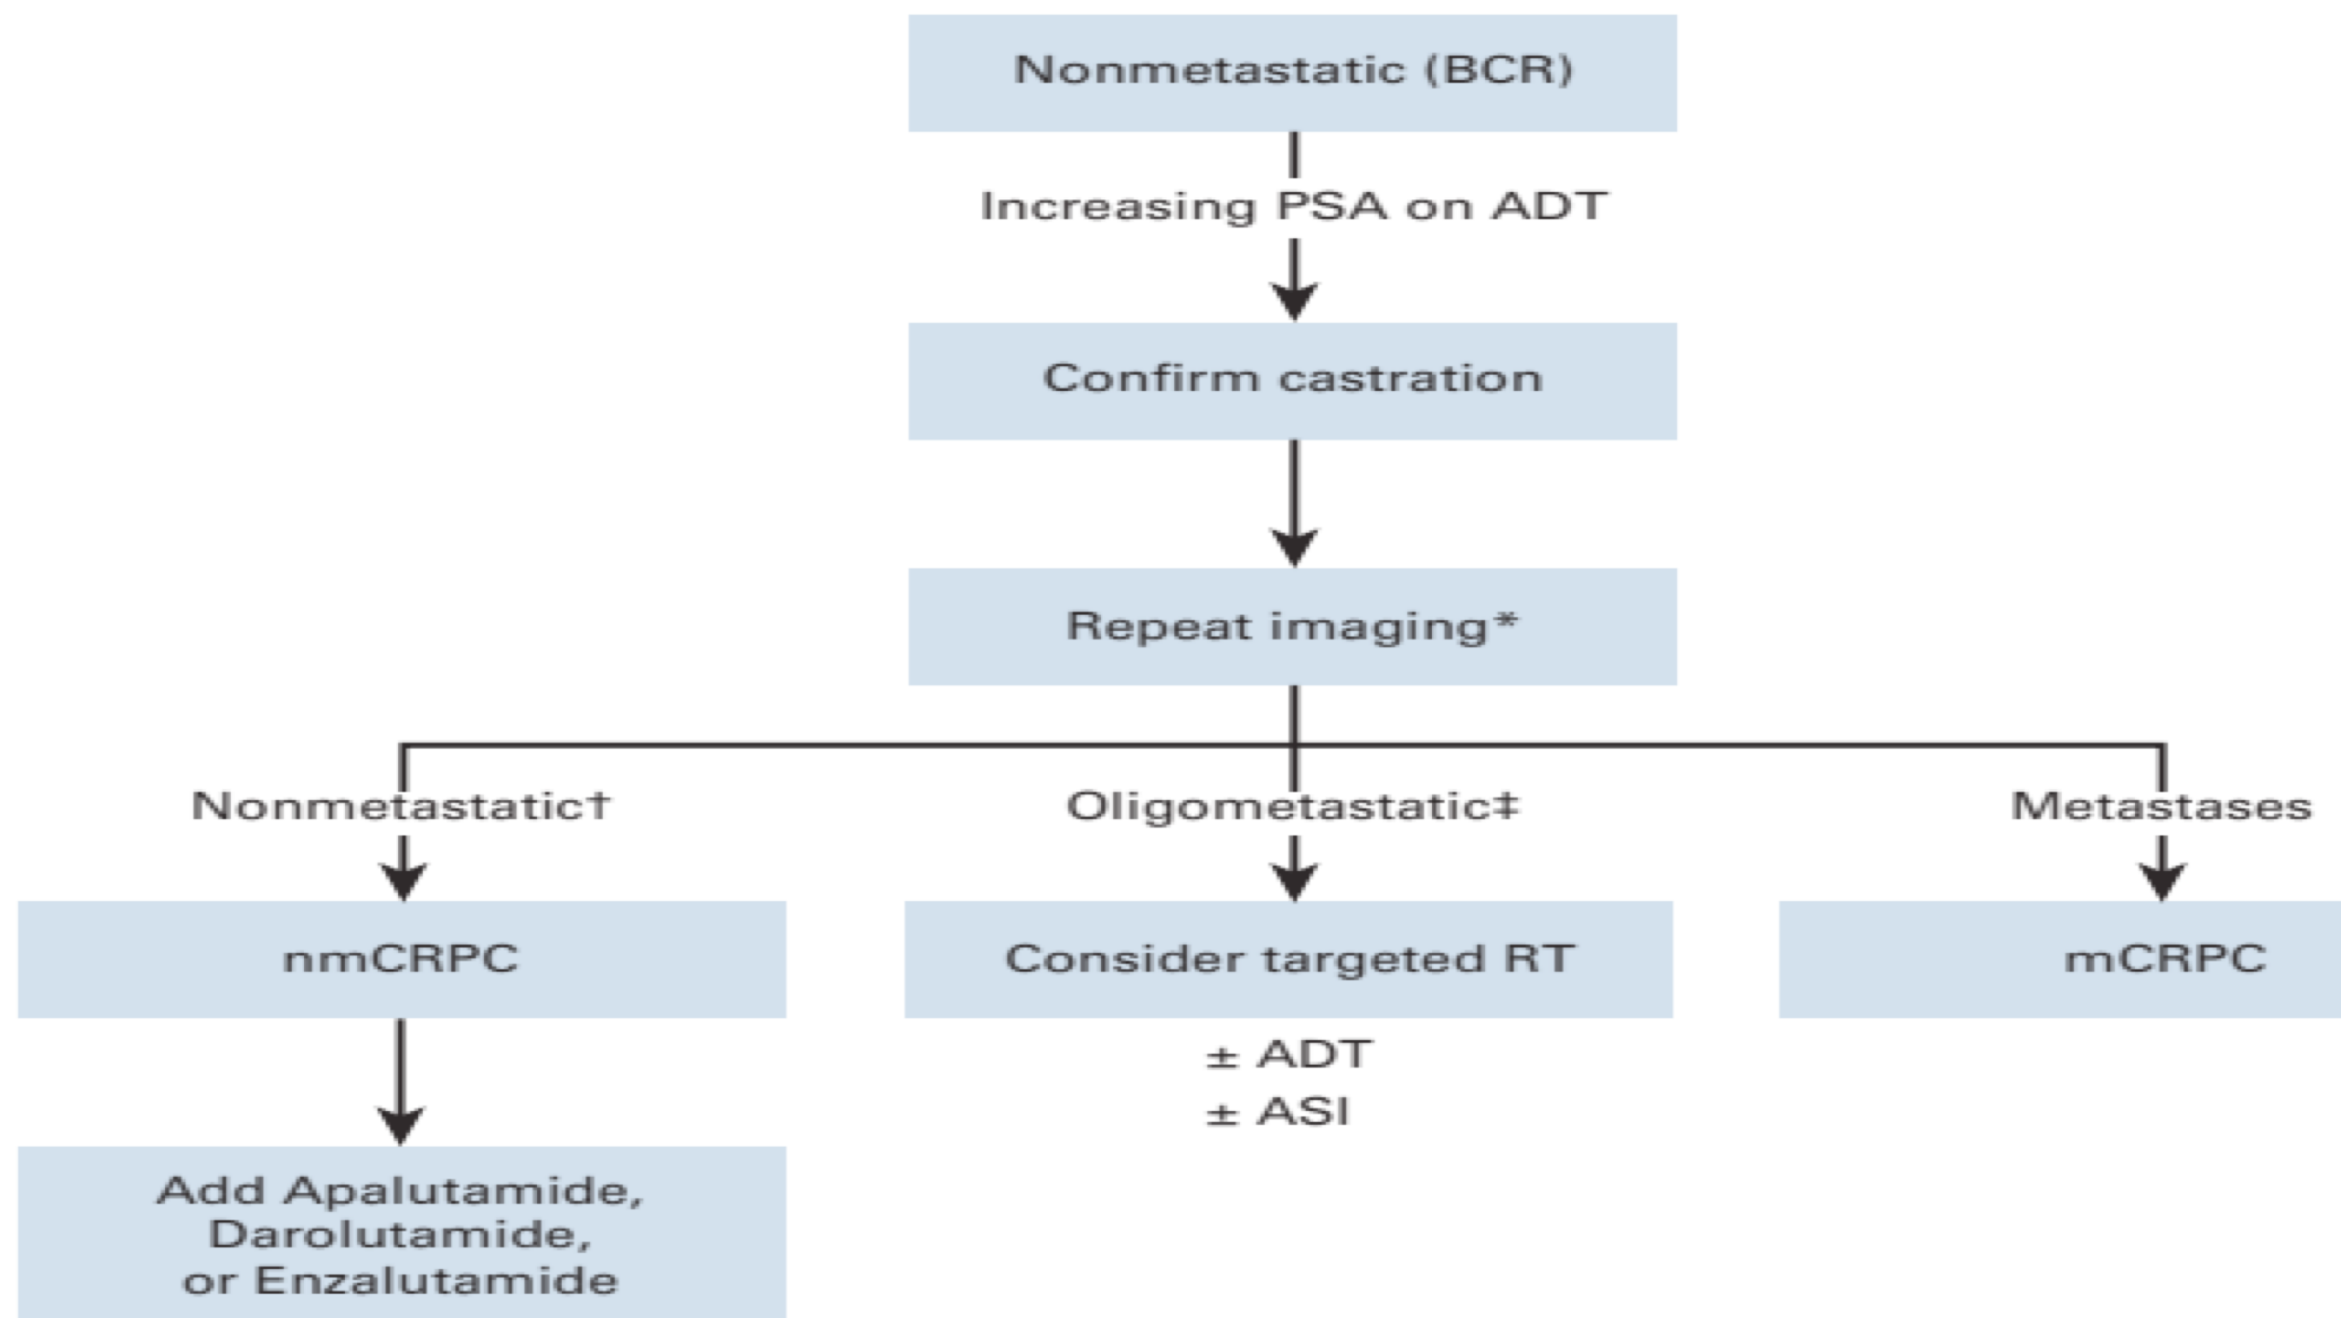 Nonmetastatic (BCR)
Increasing PSA on ADT
Confirm castration
Repeat imaging*
Nonmetastatic†
Oligometastatic‡
Metastases
nmCRPC
Consider targeted RT
mCRPC
± ADT
± ASI
Add Apalutamide,
Darolutamide,
or Enzalutamide